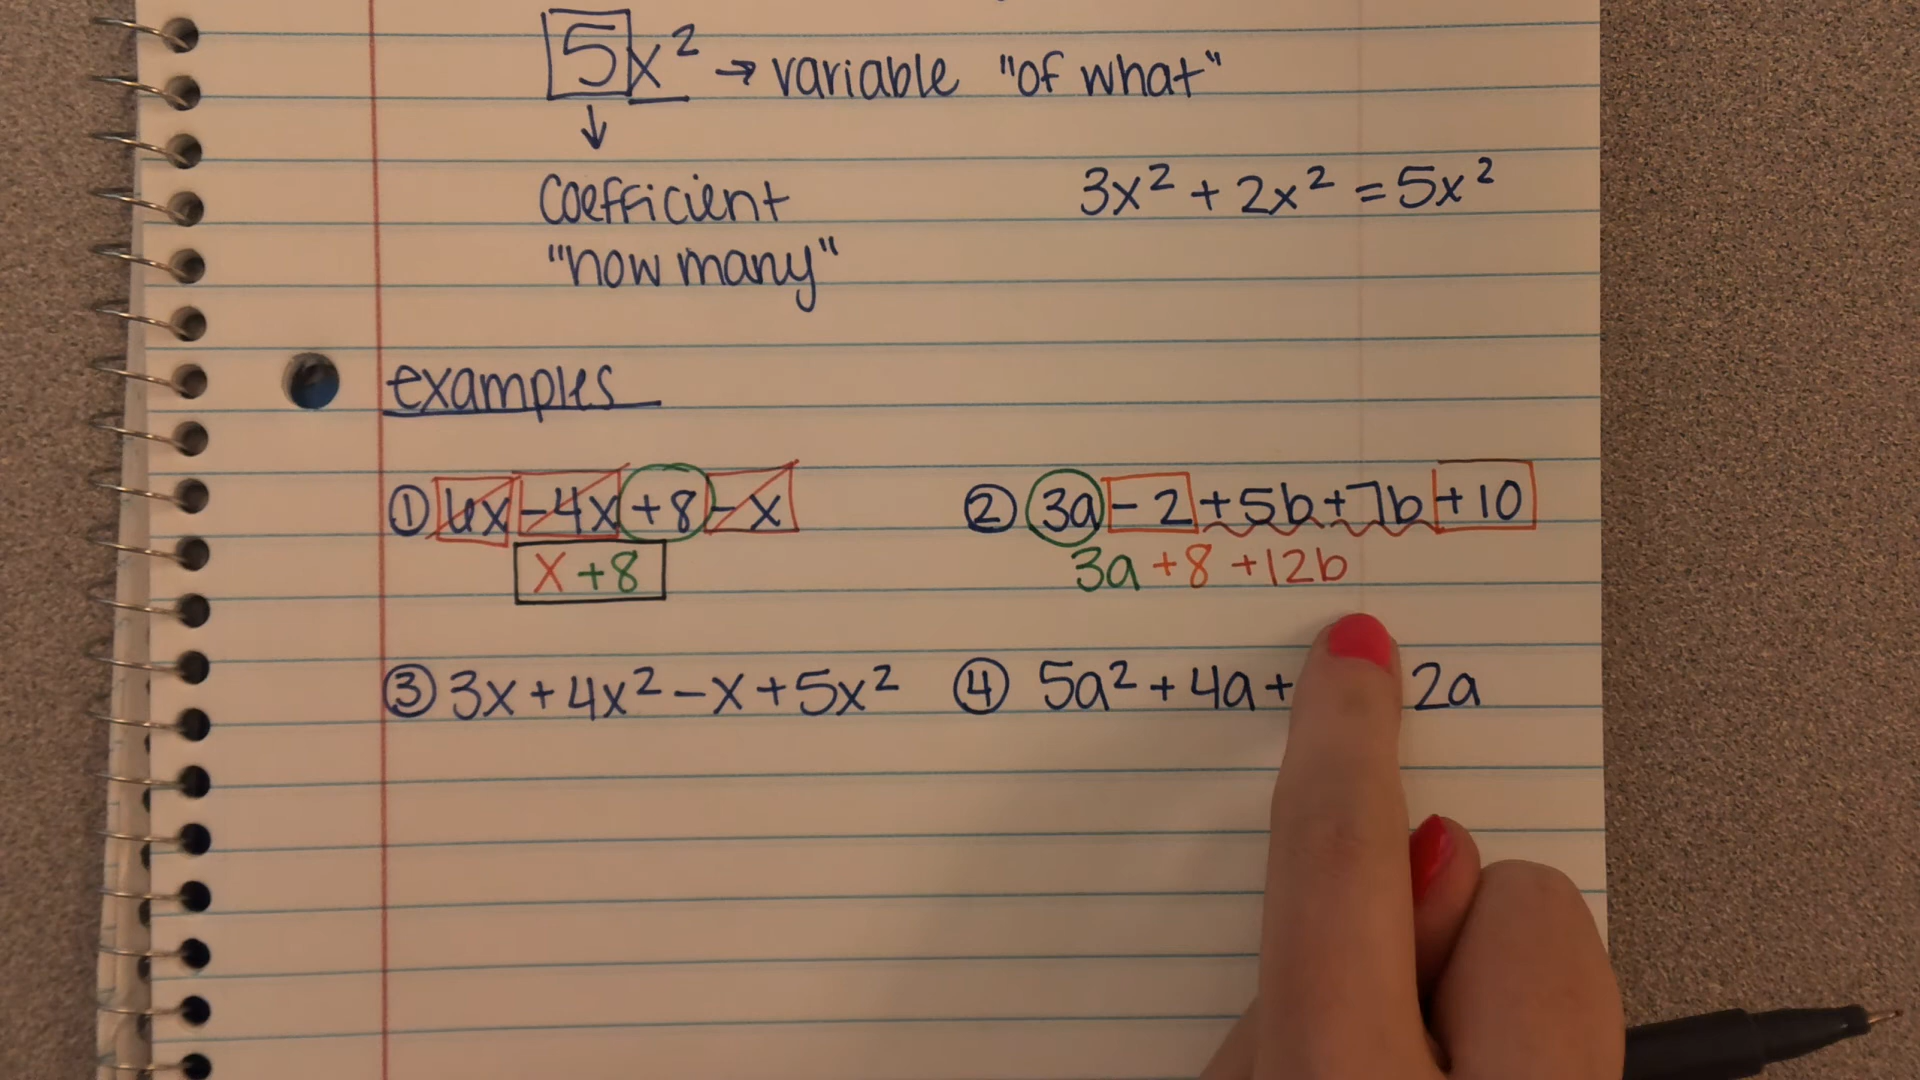 5x² → variable "of what"
↓
Coefficient
"how many"
3x² + 2x² = 5x²
examples
① 6x - 4x + 8 - x
x + 8
② 3a - 2 + 5b + 7b + 10
3a + 8 + 12b
③ 3x + 4x² - x + 5x²
④ 5a² + 4a + 2a